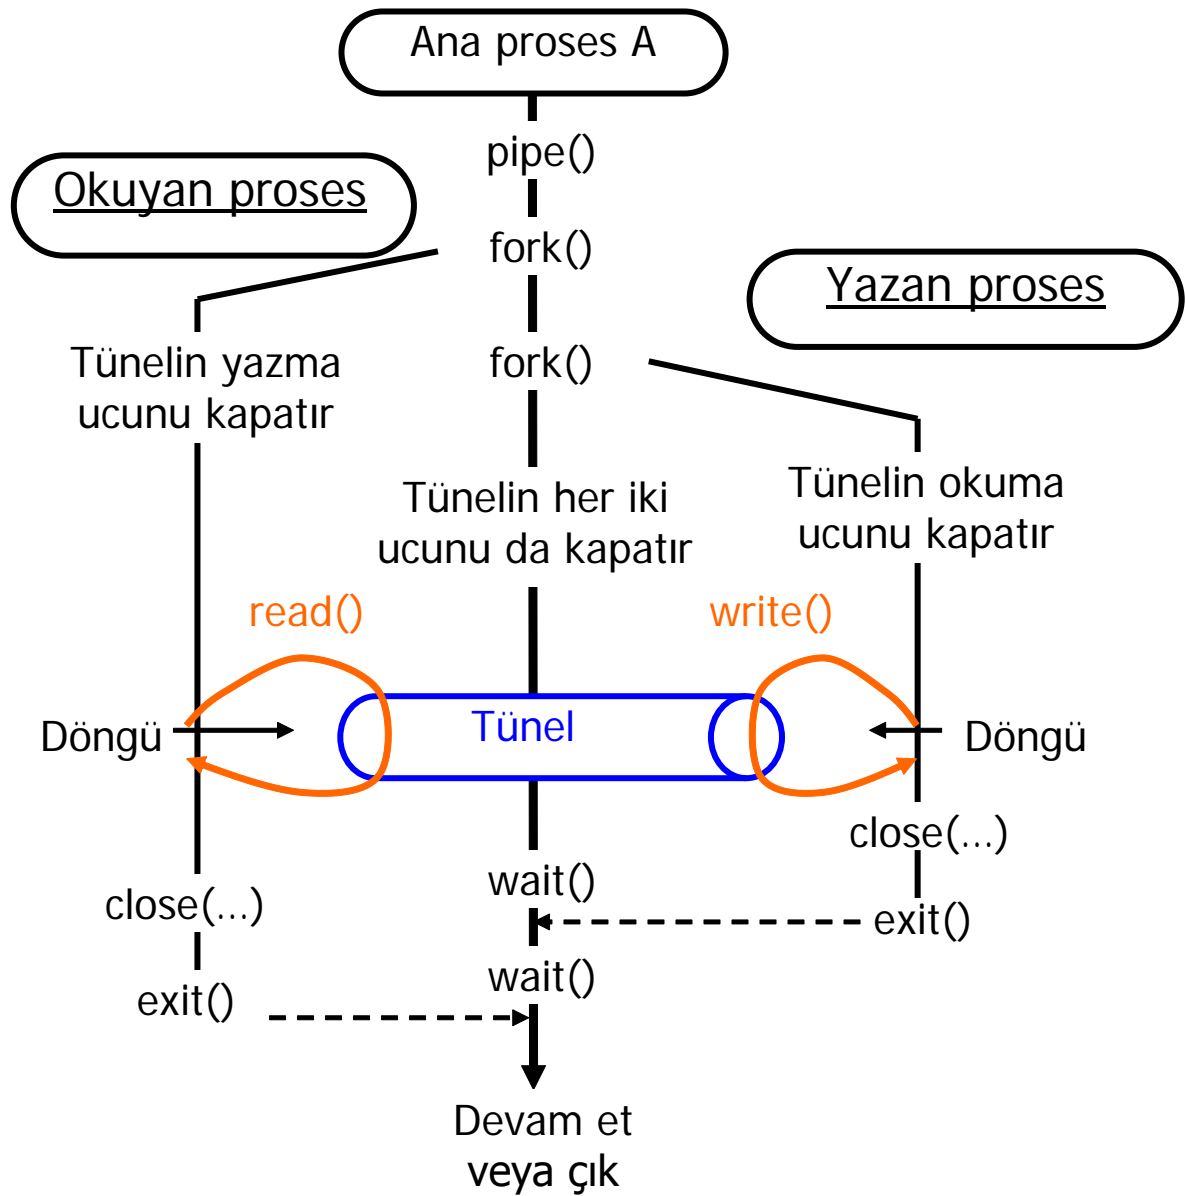 Ana proses A
pipe()
Okuyan proses
fork()
Yazan proses
Tünelin yazma
ucunu kapatır
fork()
Tünelin her iki
ucunu da kapatır
Tünelin okuma
ucunu kapatır
read()
write()
Döngü
Tünel
Döngü
close(...)
wait()
close(...)
exit()
wait()
exit()
Devam et
veya çık